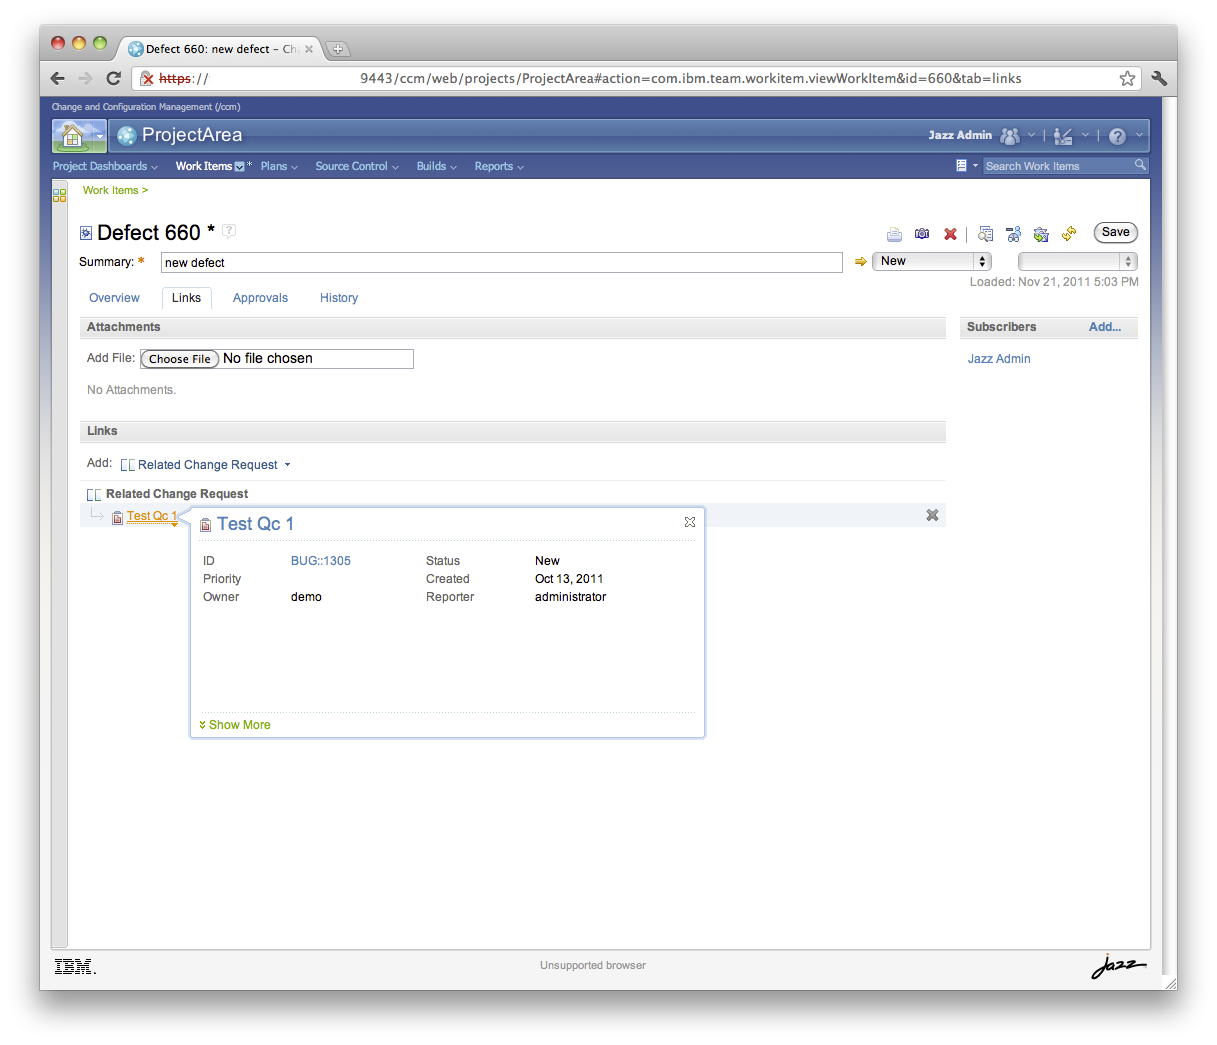 Defect 660: new defect – Ch
https://
9443/ccm/web/projects/ProjectArea#action=com.ibm.team.workitem.viewWorkItem&id=660&tab=links
Change and Configuration Management (/ccm)
ProjectArea
Jazz Admin
Project Dashboards Work Items * Plans Source Control Builds Reports
Search Work Items
Work Items >
Defect 660 * ?
Save
Summary: * new defect
New
Loaded: Nov 21, 2011 5:03 PM
Overview Links Approvals History
Attachments
Subscribers Add...
Add File: Choose File No file chosen
Jazz Admin
No Attachments.
Links
Add: Related Change Request
Related Change Request
Test Qc 1
Test Qc 1
ID BUG::1305 Status New
Priority Created Oct 13, 2011
Owner demo Reporter administrator
Show More
IBM.
Unsupported browser
jazz